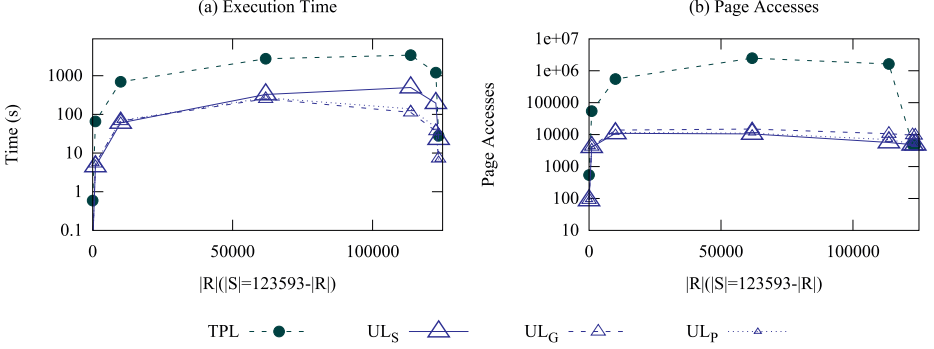 (a) Execution Time
Time (s)
1000
100
10
1
0.1
0
50000
100000
|R|(|S|=123593-|R|)
(b) Page Accesses
Page Accesses
1e+07
1e+06
100000
10000
1000
100
10
0
50000
100000
|R|(|S|=123593-|R|)
TPL
ULS
ULG
ULP